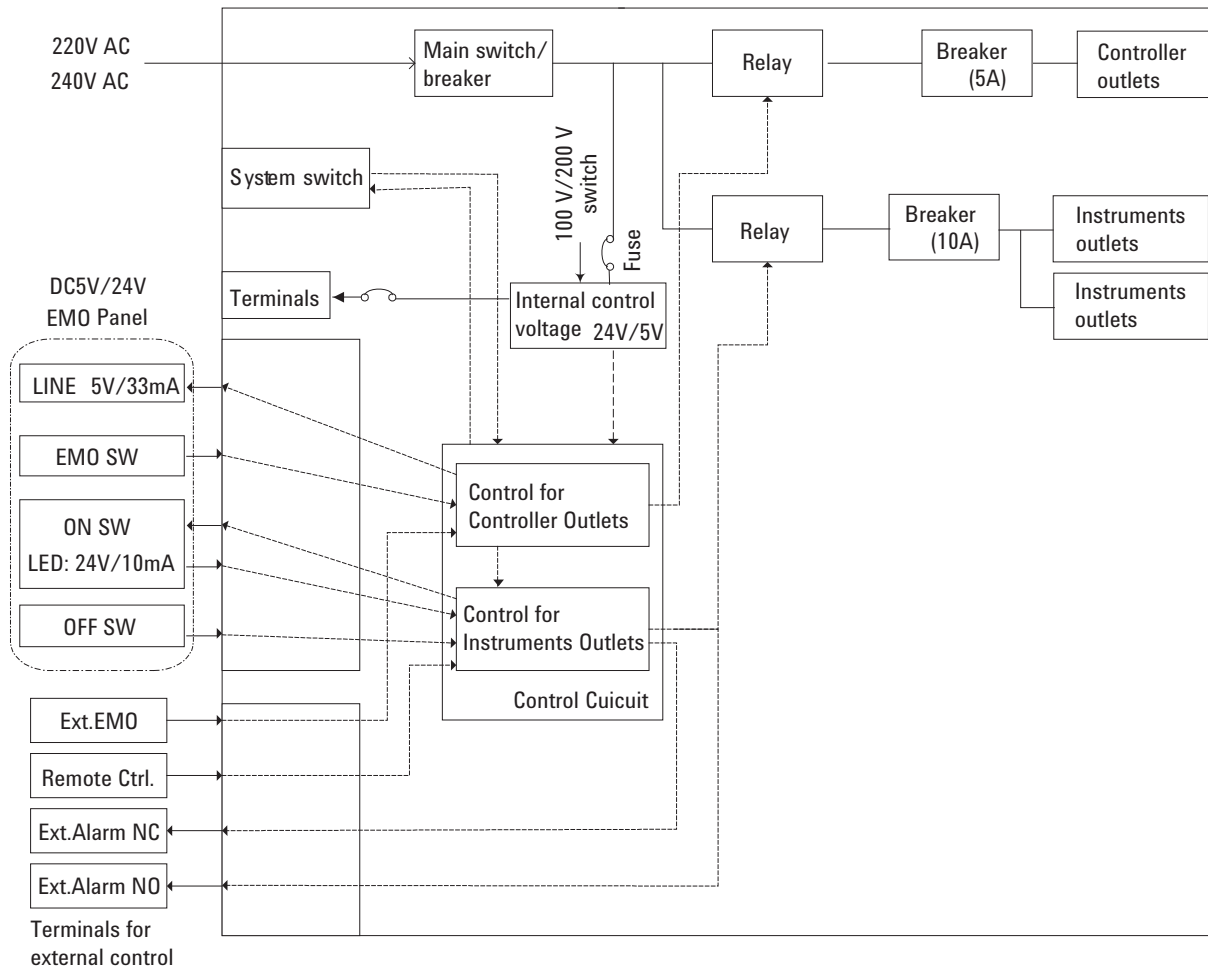 220V AC
240V AC
Main switch/
breaker
Relay
Breaker
(5A)
Controller
outlets
System switch
100 V/200 V
switch
Fuse
Relay
Breaker
(10A)
Instruments
outlets
Instruments
outlets
DC5V/24V
EMO Panel
Terminals
Internal control
voltage 24V/5V
LINE 5V/33mA
EMO SW
ON SW
LED: 24V/10mA
OFF SW
Control for
Controller Outlets
Control for
Instruments Outlets
Control Cuicuit
Ext.EMO
Remote Ctrl.
Ext.Alarm NC
Ext.Alarm NO
Terminals for
external control